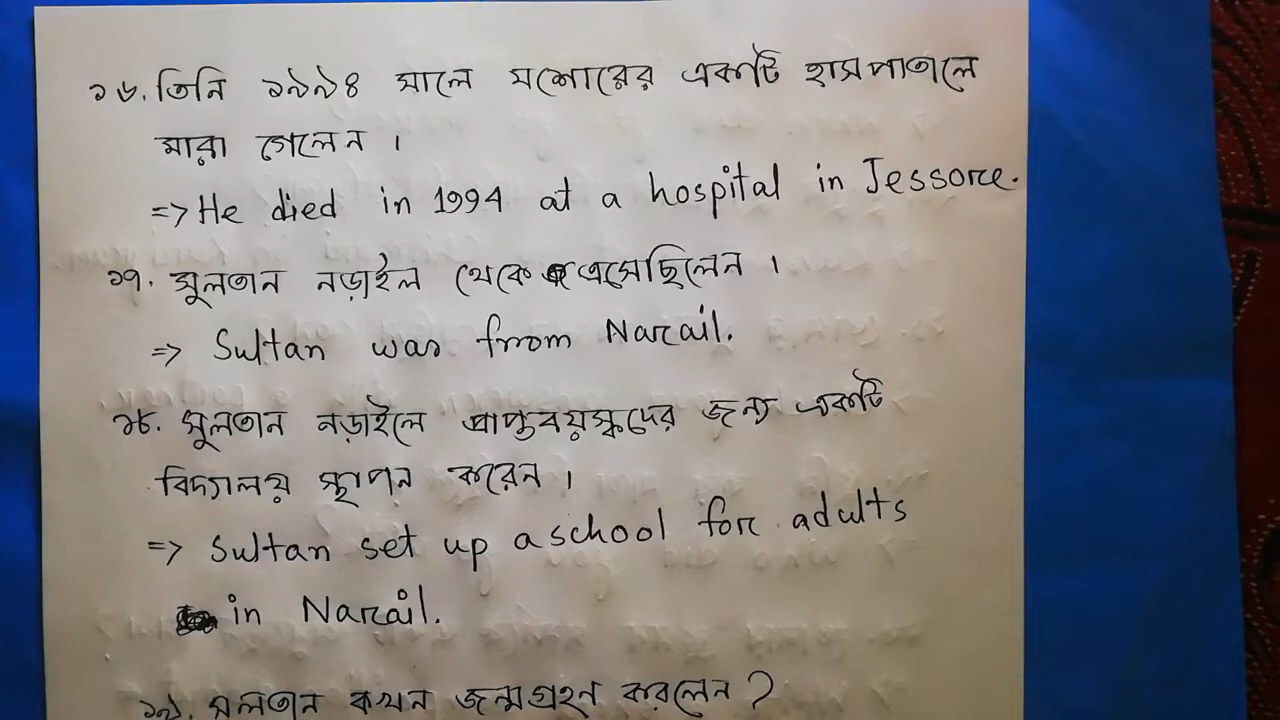 ১৬. তিনি ১৯৯৪ সালে যশোরের একটি হাসপাতালে
মারা গেলেন।
=> He died in 1994 at a hospital in Jessore.
১৭. সুলতান নড়াইল থেকে এসেছিলেন।
=> Sultan was from Narail.
১৮. সুলতান নড়াইলে প্রাপ্তবয়স্কদের জন্য একটি
বিদ্যালয় স্থাপন করেন।
=> Sultan set up a school for adults
in Narail.
১৯. সুলতান কখন জন্মগ্রহণ করলেন?